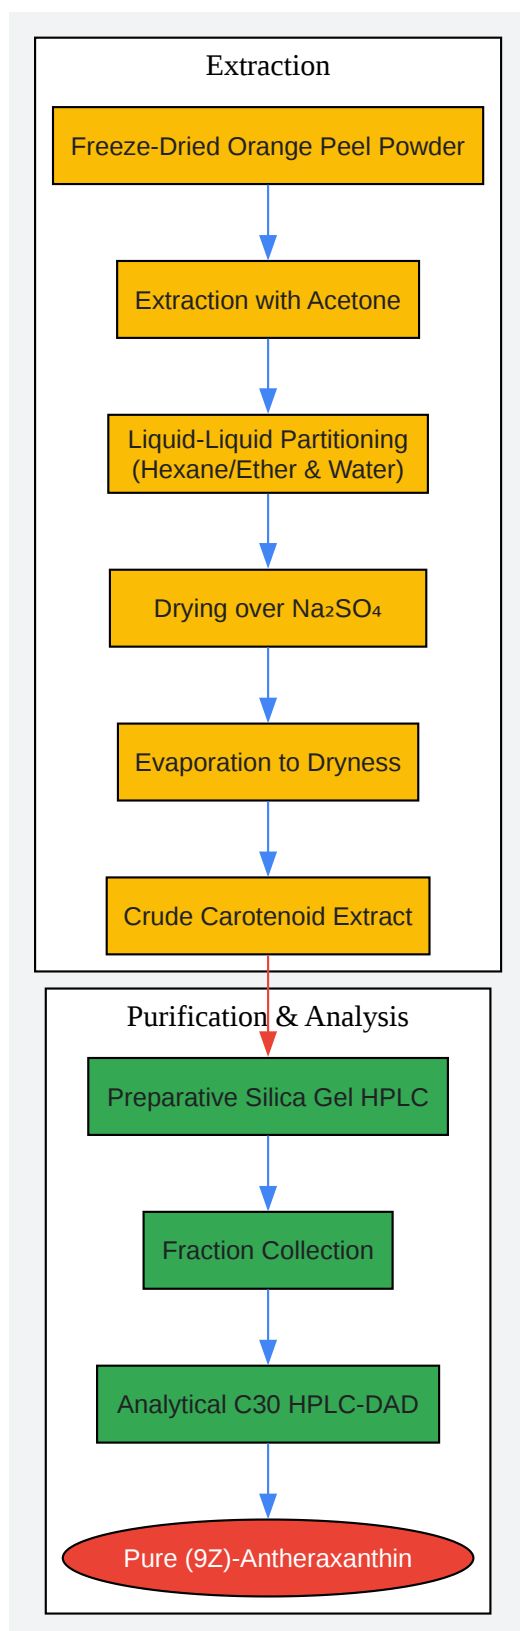 Extraction
Freeze-Dried Orange Peel Powder
Extraction with Acetone
Liquid-Liquid Partitioning
(Hexane/Ether & Water)
Drying over Na₂SO₄
Evaporation to Dryness
Crude Carotenoid Extract
Purification & Analysis
Preparative Silica Gel HPLC
Fraction Collection
Analytical C30 HPLC-DAD
Pure (9Z)-Antheraxanthin